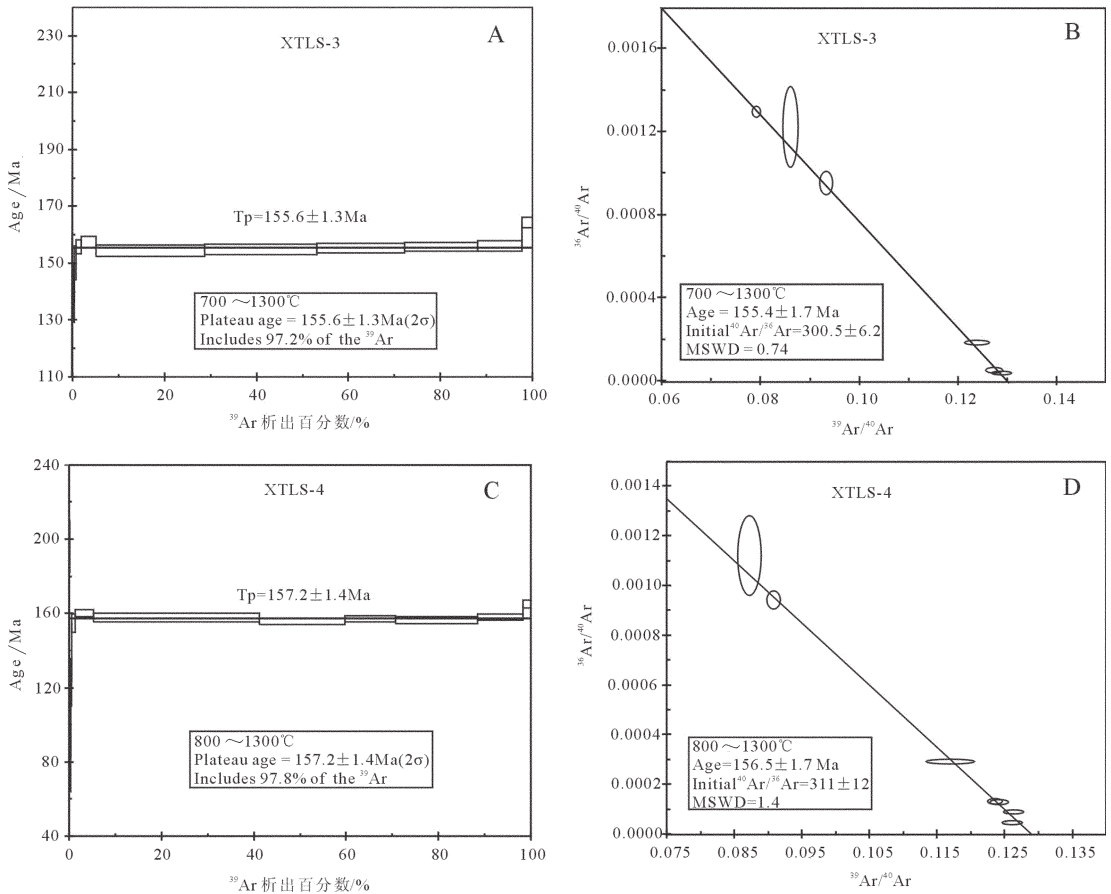 A
XTLS-3
230
210
190
170
150
130
110
Age/Ma
Tp=155.6±1.3Ma
700～1300℃
Plateau age = 155.6±1.3Ma(2σ)
Includes 97.2% of the ³⁹Ar
0 20 40 60 80 100
³⁹Ar析出百分数/%
B
XTLS-3
0.0016
0.0012
0.0008
0.0004
0.0000
³⁶Ar/⁴⁰Ar
700～1300℃
Age = 155.4±1.7 Ma
Initial⁴⁰Ar/³⁶Ar=300.5±6.2
MSWD = 0.74
0.06 0.08 0.10 0.12 0.14
³⁹Ar/⁴⁰Ar
C
XTLS-4
240
200
160
120
80
40
Age/Ma
Tp=157.2±1.4Ma
800～1300℃
Plateau age = 157.2±1.4Ma(2σ)
Includes 97.8% of the ³⁹Ar
0 20 40 60 80 100
³⁹Ar析出百分数/%
D
XTLS-4
0.0014
0.0012
0.0010
0.0008
0.0006
0.0004
0.0002
0.0000
³⁶Ar/⁴⁰Ar
800～1300℃
Age=156.5±1.7 Ma
Initial⁴⁰Ar/³⁶Ar=311±12
MSWD=1.4
0.075 0.085 0.095 0.105 0.115 0.125 0.135
³⁹Ar/⁴⁰Ar